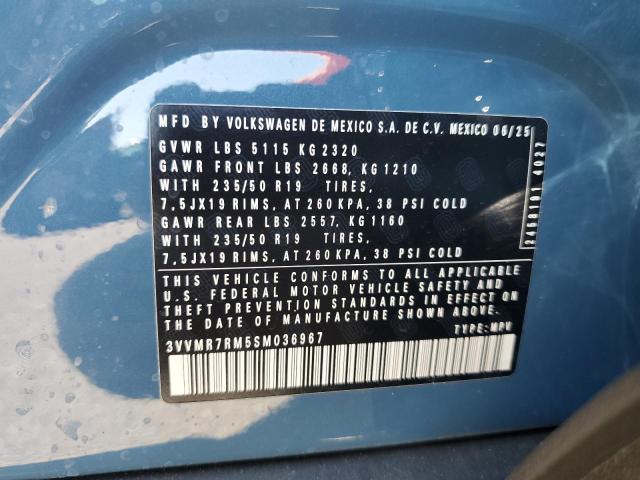 MFD BY VOLKSWAGEN DE MEXICO S.A. DE C.V. MEXICO 06/25
GVWR LBS 5115 KG 2320
GAWR FRONT LBS 2668, KG 1210
WITH 235/50 R19 TIRES,
7,5JX19 RIMS, AT 260 KPA, 38 PSI COLD
GAWR REAR LBS 2557, KG 1160
WITH 235/50 R19 TIRES,
7,5JX19 RIMS, AT 260 KPA, 38 PSI COLD
THIS VEHICLE CONFORMS TO ALL APPLICABLE
U.S. FEDERAL MOTOR VEHICLE SAFETY AND
THEFT PREVENTION STANDARDS IN EFFECT ON
THE DATE OF MANUFACTURE SHOWN ABOVE.
3VVMR7RM5SM036967 TYPE: MPV
2468191 4027